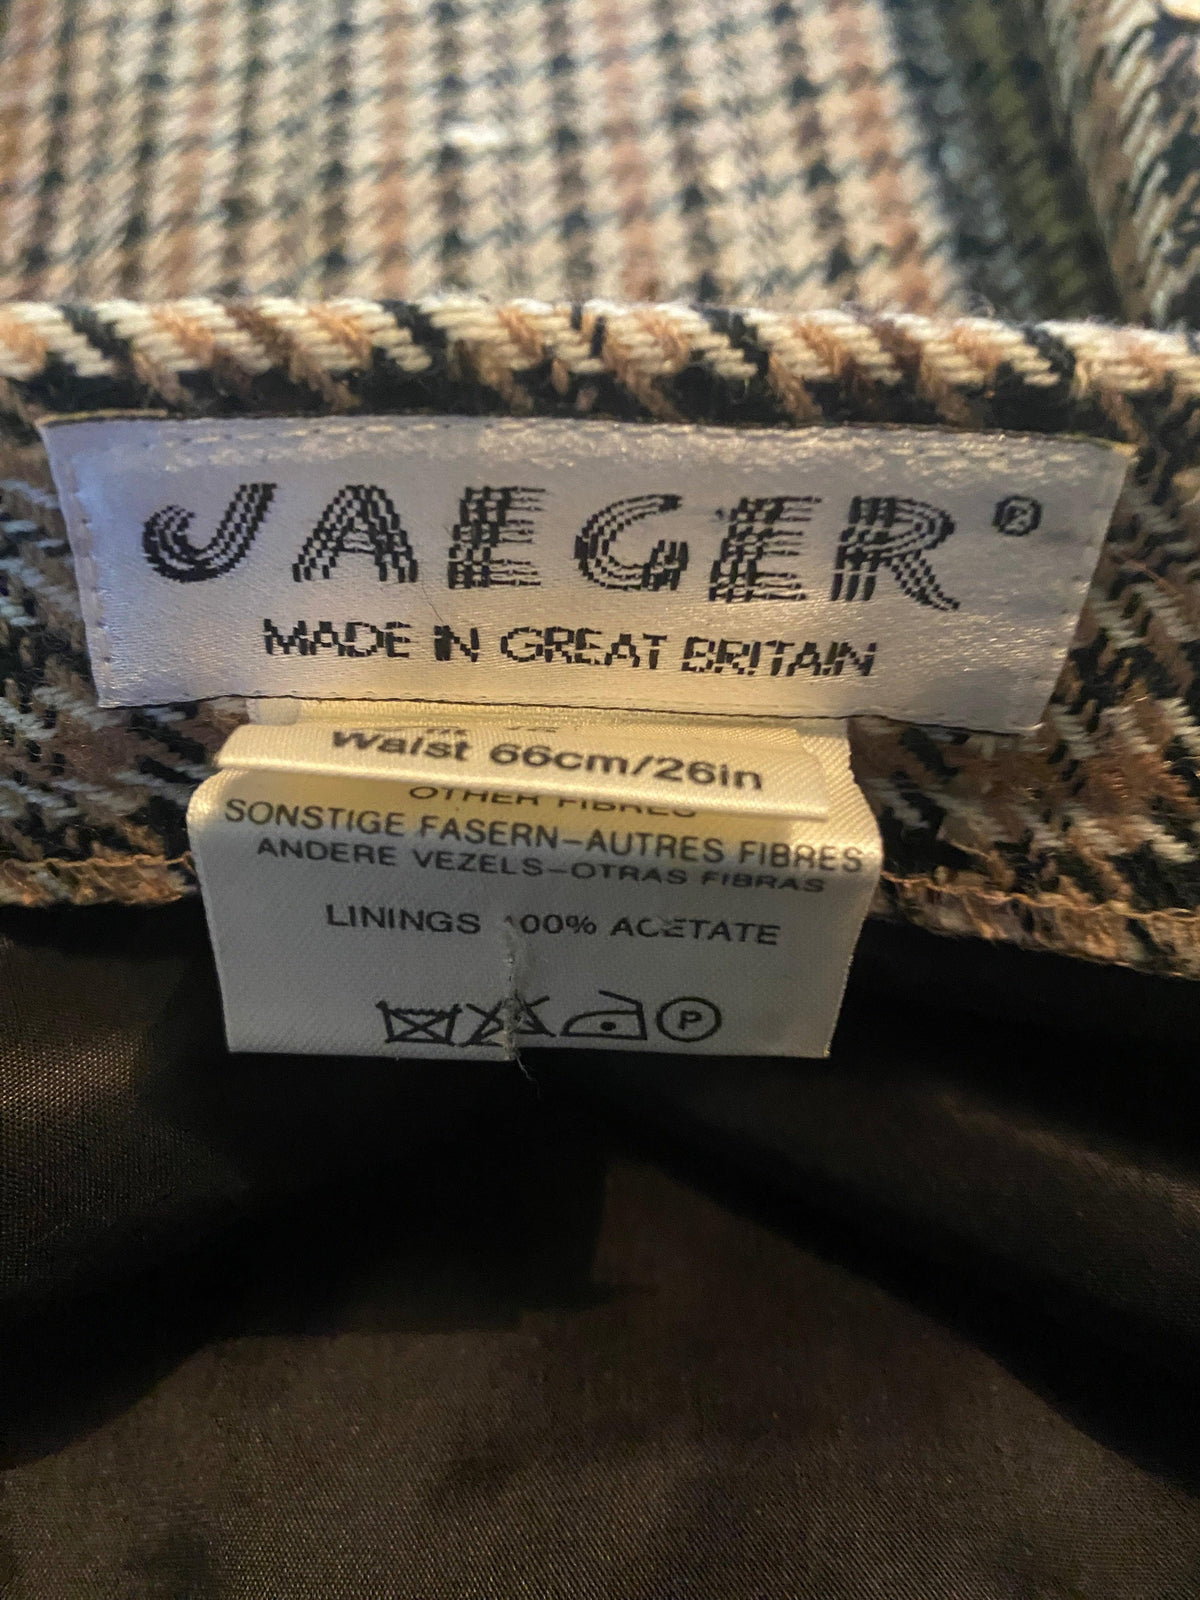 JAEGER®
MADE IN GREAT BRITAIN
Waist 66cm/26in
OTHER FIBRES
SONSTIGE FASERN-AUTRES FIBRES
ANDERE VEZELS-OTRAS FIBRAS
LININGS 100% ACETATE
P